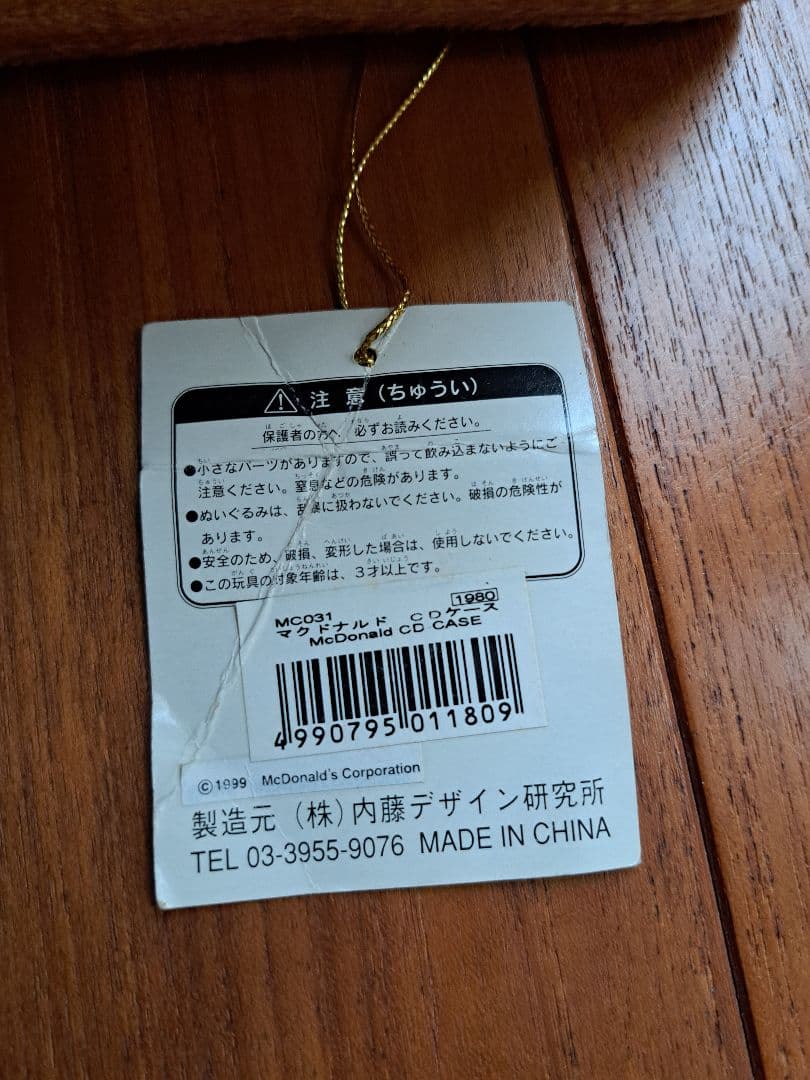 ⚠ 注 意 (ちゅうい)
保護者の方へ 必ずお読みください。
●小さなパーツがありますので、誤って飲み込まないようにご
注意ください。窒息などの危険があります。
●ぬいぐるみは、乱暴に扱わないでください。破損の危険性が
あります。
●安全のため、破損、変形した場合は、使用しないでください。
●この玩具の対象年齢は、3才以上です。
MC031 1980
マクドナルド CDケース
McDonald CD CASE
4990795011809
©1999 McDonald's Corporation
製造元 (株)内藤デザイン研究所
TEL 03-3955-9076 MADE IN CHINA